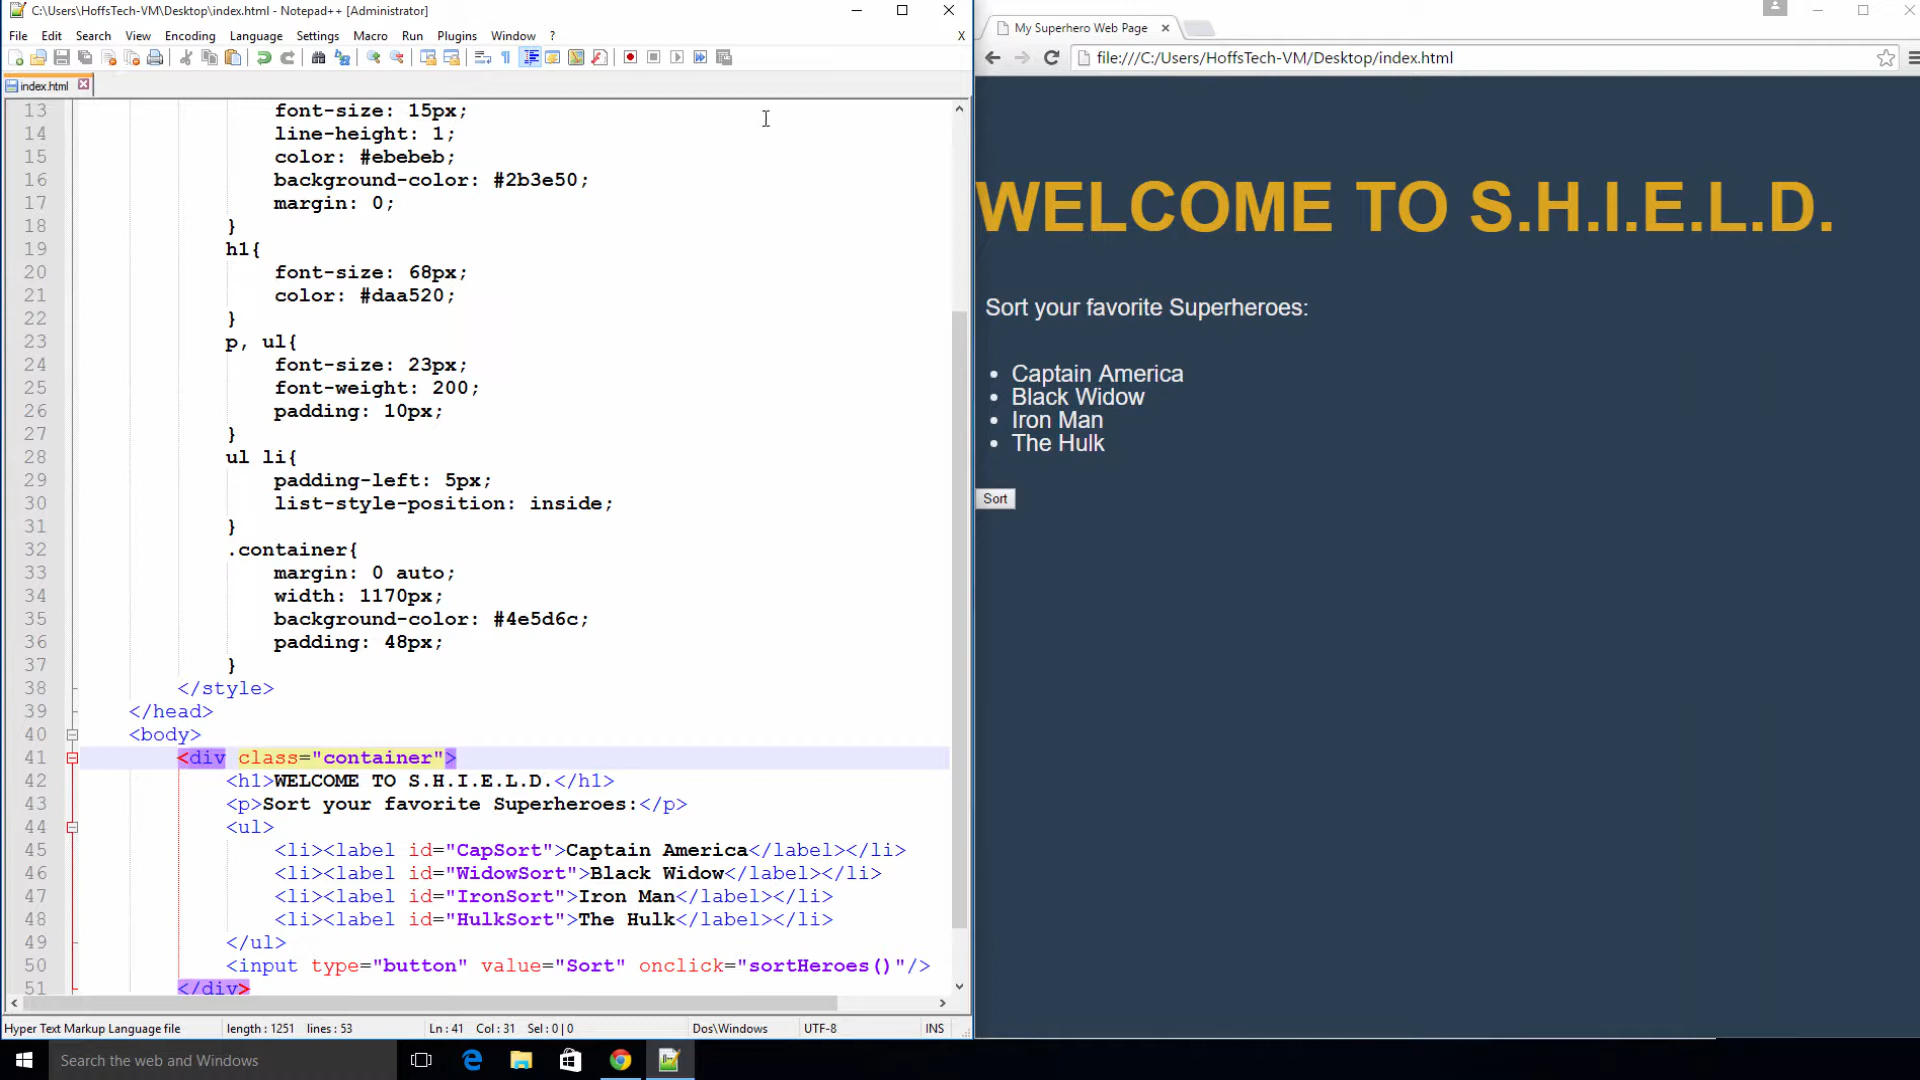 C:\Users\HoffsTech-VM\Desktop\index.html - Notepad++ [Administrator]
File Edit Search View Encoding Language Settings Macro Run Plugins Window ? X
index.html
13 font-size: 15px;
14 line-height: 1;
15 color: #ebebeb;
16 background-color: #2b3e50;
17 margin: 0;
18 }
19 h1{
20 font-size: 68px;
21 color: #daa520;
22 }
23 p, ul{
24 font-size: 23px;
25 font-weight: 200;
26 padding: 10px;
27 }
28 ul li{
29 padding-left: 5px;
30 list-style-position: inside;
31 }
32 .container{
33 margin: 0 auto;
34 width: 1170px;
35 background-color: #4e5d6c;
36 padding: 48px;
37 }
38 </style>
39 </head>
40 <body>
41 <div class="container">
42 <h1>WELCOME TO S.H.I.E.L.D.</h1>
43 <p>Sort your favorite Superheroes:</p>
44 <ul>
45 <li><label id="CapSort">Captain America</label></li>
46 <li><label id="WidowSort">Black Widow</label></li>
47 <li><label id="IronSort">Iron Man</label></li>
48 <li><label id="HulkSort">The Hulk</label></li>
49 </ul>
50 <input type="button" value="Sort" onclick="sortHeroes()"/>
51 </div>
Hyper Text Markup Language file length : 1251 lines : 53 Ln : 41 Col : 31 Sel : 0 | 0 Dos\Windows UTF-8 INS
My Superhero Web Page
file:///C:/Users/HoffsTech-VM/Desktop/index.html
WELCOME TO S.H.I.E.L.D.
Sort your favorite Superheroes:
• Captain America
• Black Widow
• Iron Man
• The Hulk
Sort
Search the web and Windows